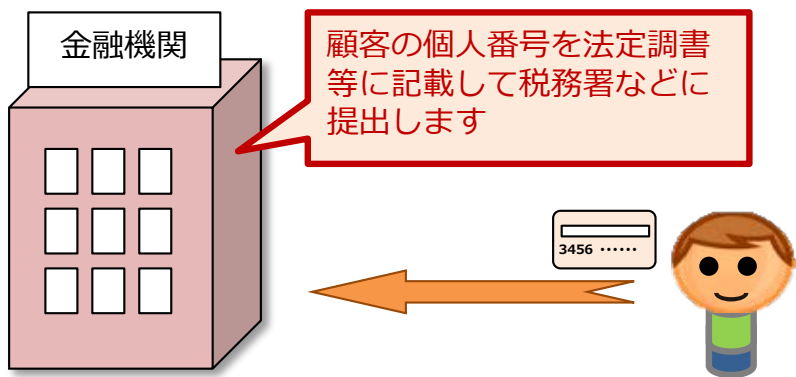 金融機関
顧客の個人番号を法定調書
等に記載して税務署などに
提出します
3456 ……